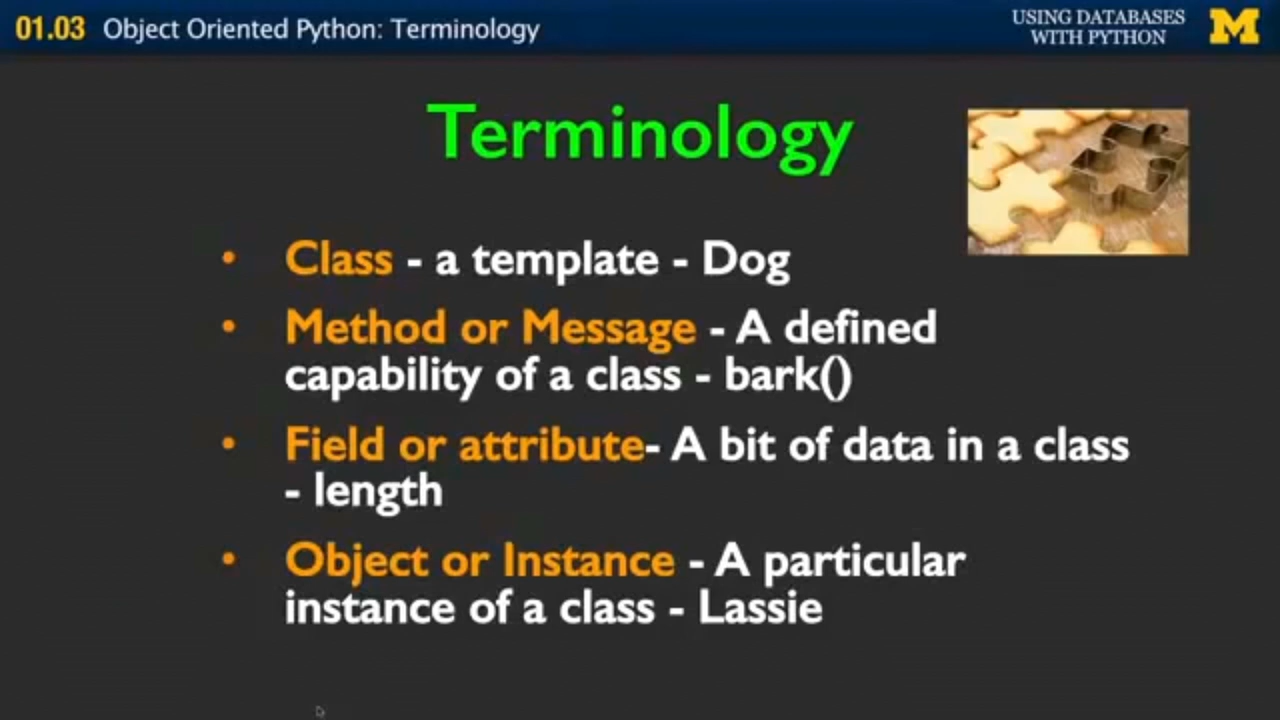 01.03 Object Oriented Python: Terminology
USING DATABASES
WITH PYTHON
M
Terminology
• Class - a template - Dog
• Method or Message - A defined
capability of a class - bark()
• Field or attribute- A bit of data in a class
- length
• Object or Instance - A particular
instance of a class - Lassie